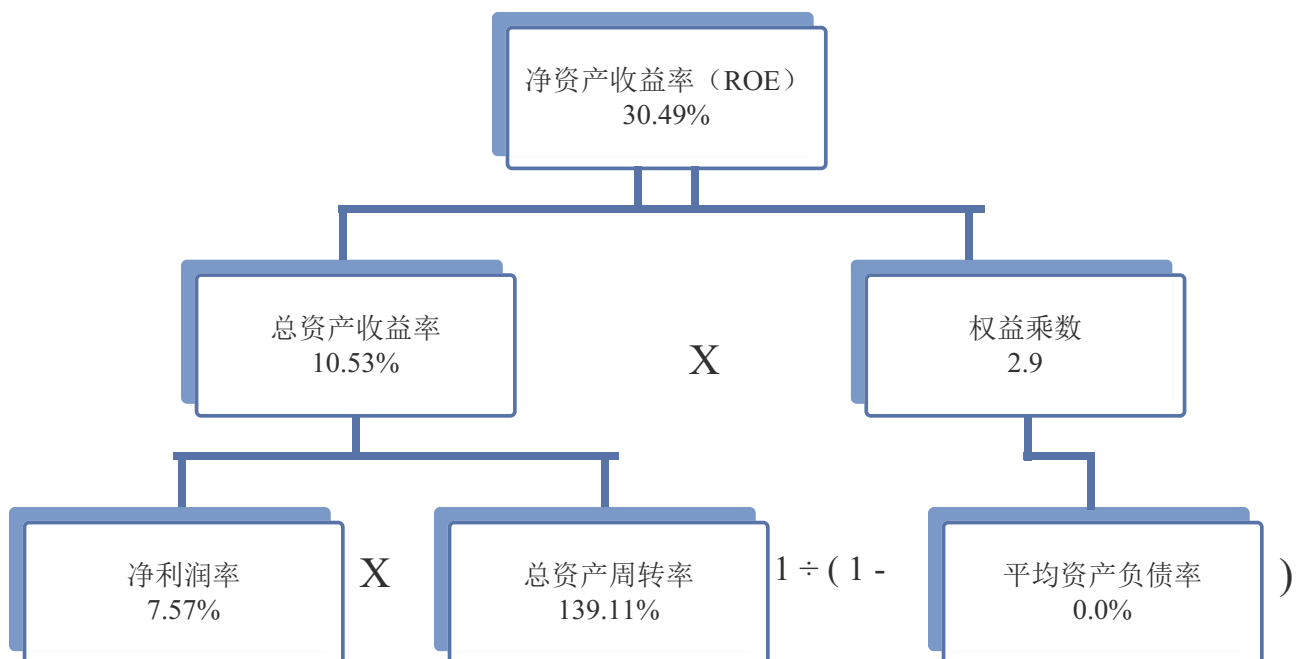 净资产收益率（ROE）
30.49%
总资产收益率
10.53%
X
权益乘数
2.9
净利润率
7.57%
X
总资产周转率
139.11%
1 ÷ ( 1 -
平均资产负债率
0.0%
)